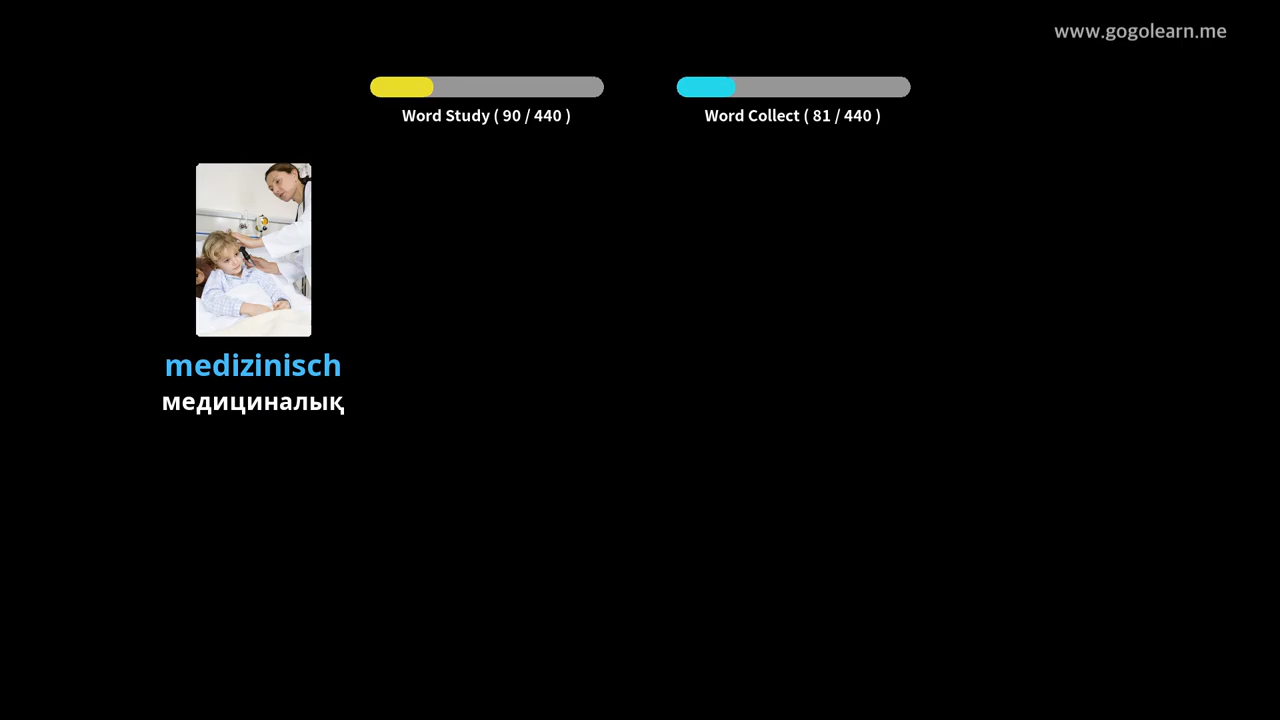 www.gogolearn.me
Word Study ( 90 / 440 )
Word Collect ( 81 / 440 )
medizinisch
медициналық